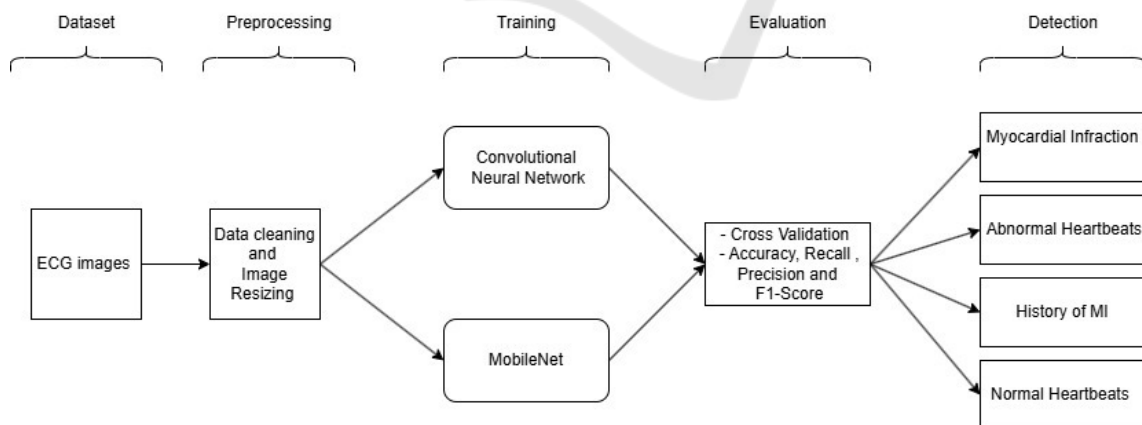 Dataset
Preprocessing
Training
Evaluation
Detection
ECG images
Data cleaning
and
Image
Resizing
Convolutional
Neural Network
MobileNet
- Cross Validation
- Accuracy, Recall ,
Precision and
F1-Score
Myocardial Infraction
Abnormal Heartbeats
History of MI
Normal Heartbeats